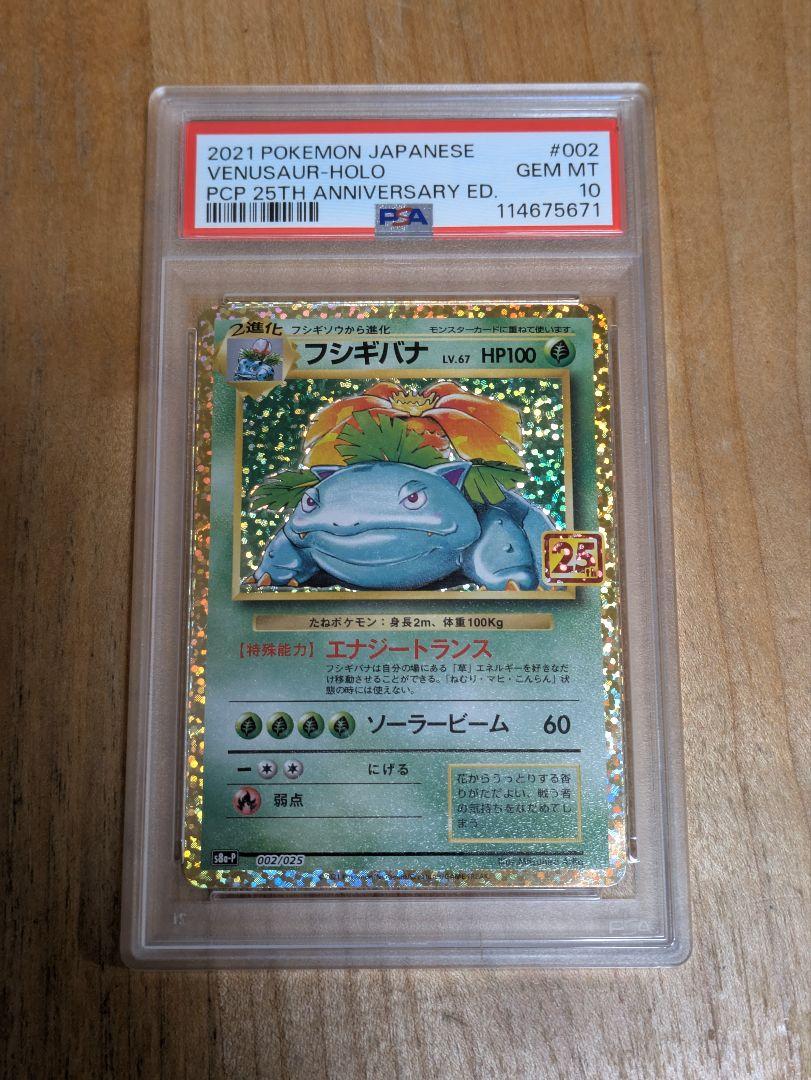 2021 POKEMON JAPANESE #002
VENUSAUR-HOLO GEM MT
PCP 25TH ANNIVERSARY ED. 10
PSA 114675671
2進化 フシギソウから進化 モンスターカードに重ねて使います。
フシギバナ LV.67 HP100
25th
たねポケモン:身長2m、体重100Kg
【特殊能力】エナジートランス
フシギバナは自分の場にある「草」エネルギーを好きなだ
け移動させることができる。「ねむり・マヒ・こんらん」状
態の時には使えない。
ソーラービーム 60
ー にげる
弱点
花からうっとりする香
りがただよい、戦う者
の気持ちをなだめてし
まう。
s8a-P 002/025
PSA